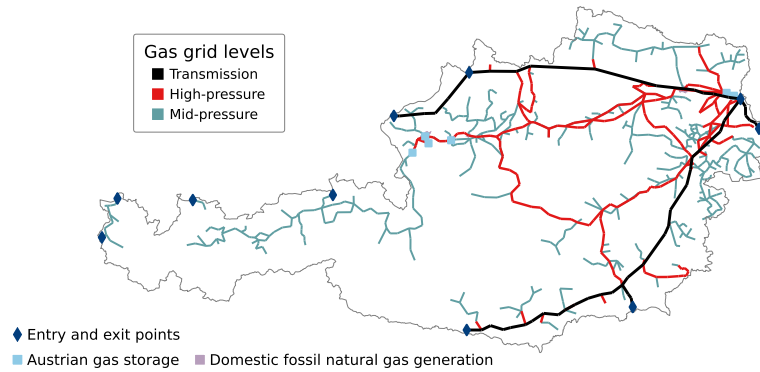 Gas grid levels
Transmission
High-pressure
Mid-pressure
Entry and exit points
Austrian gas storage
Domestic fossil natural gas generation